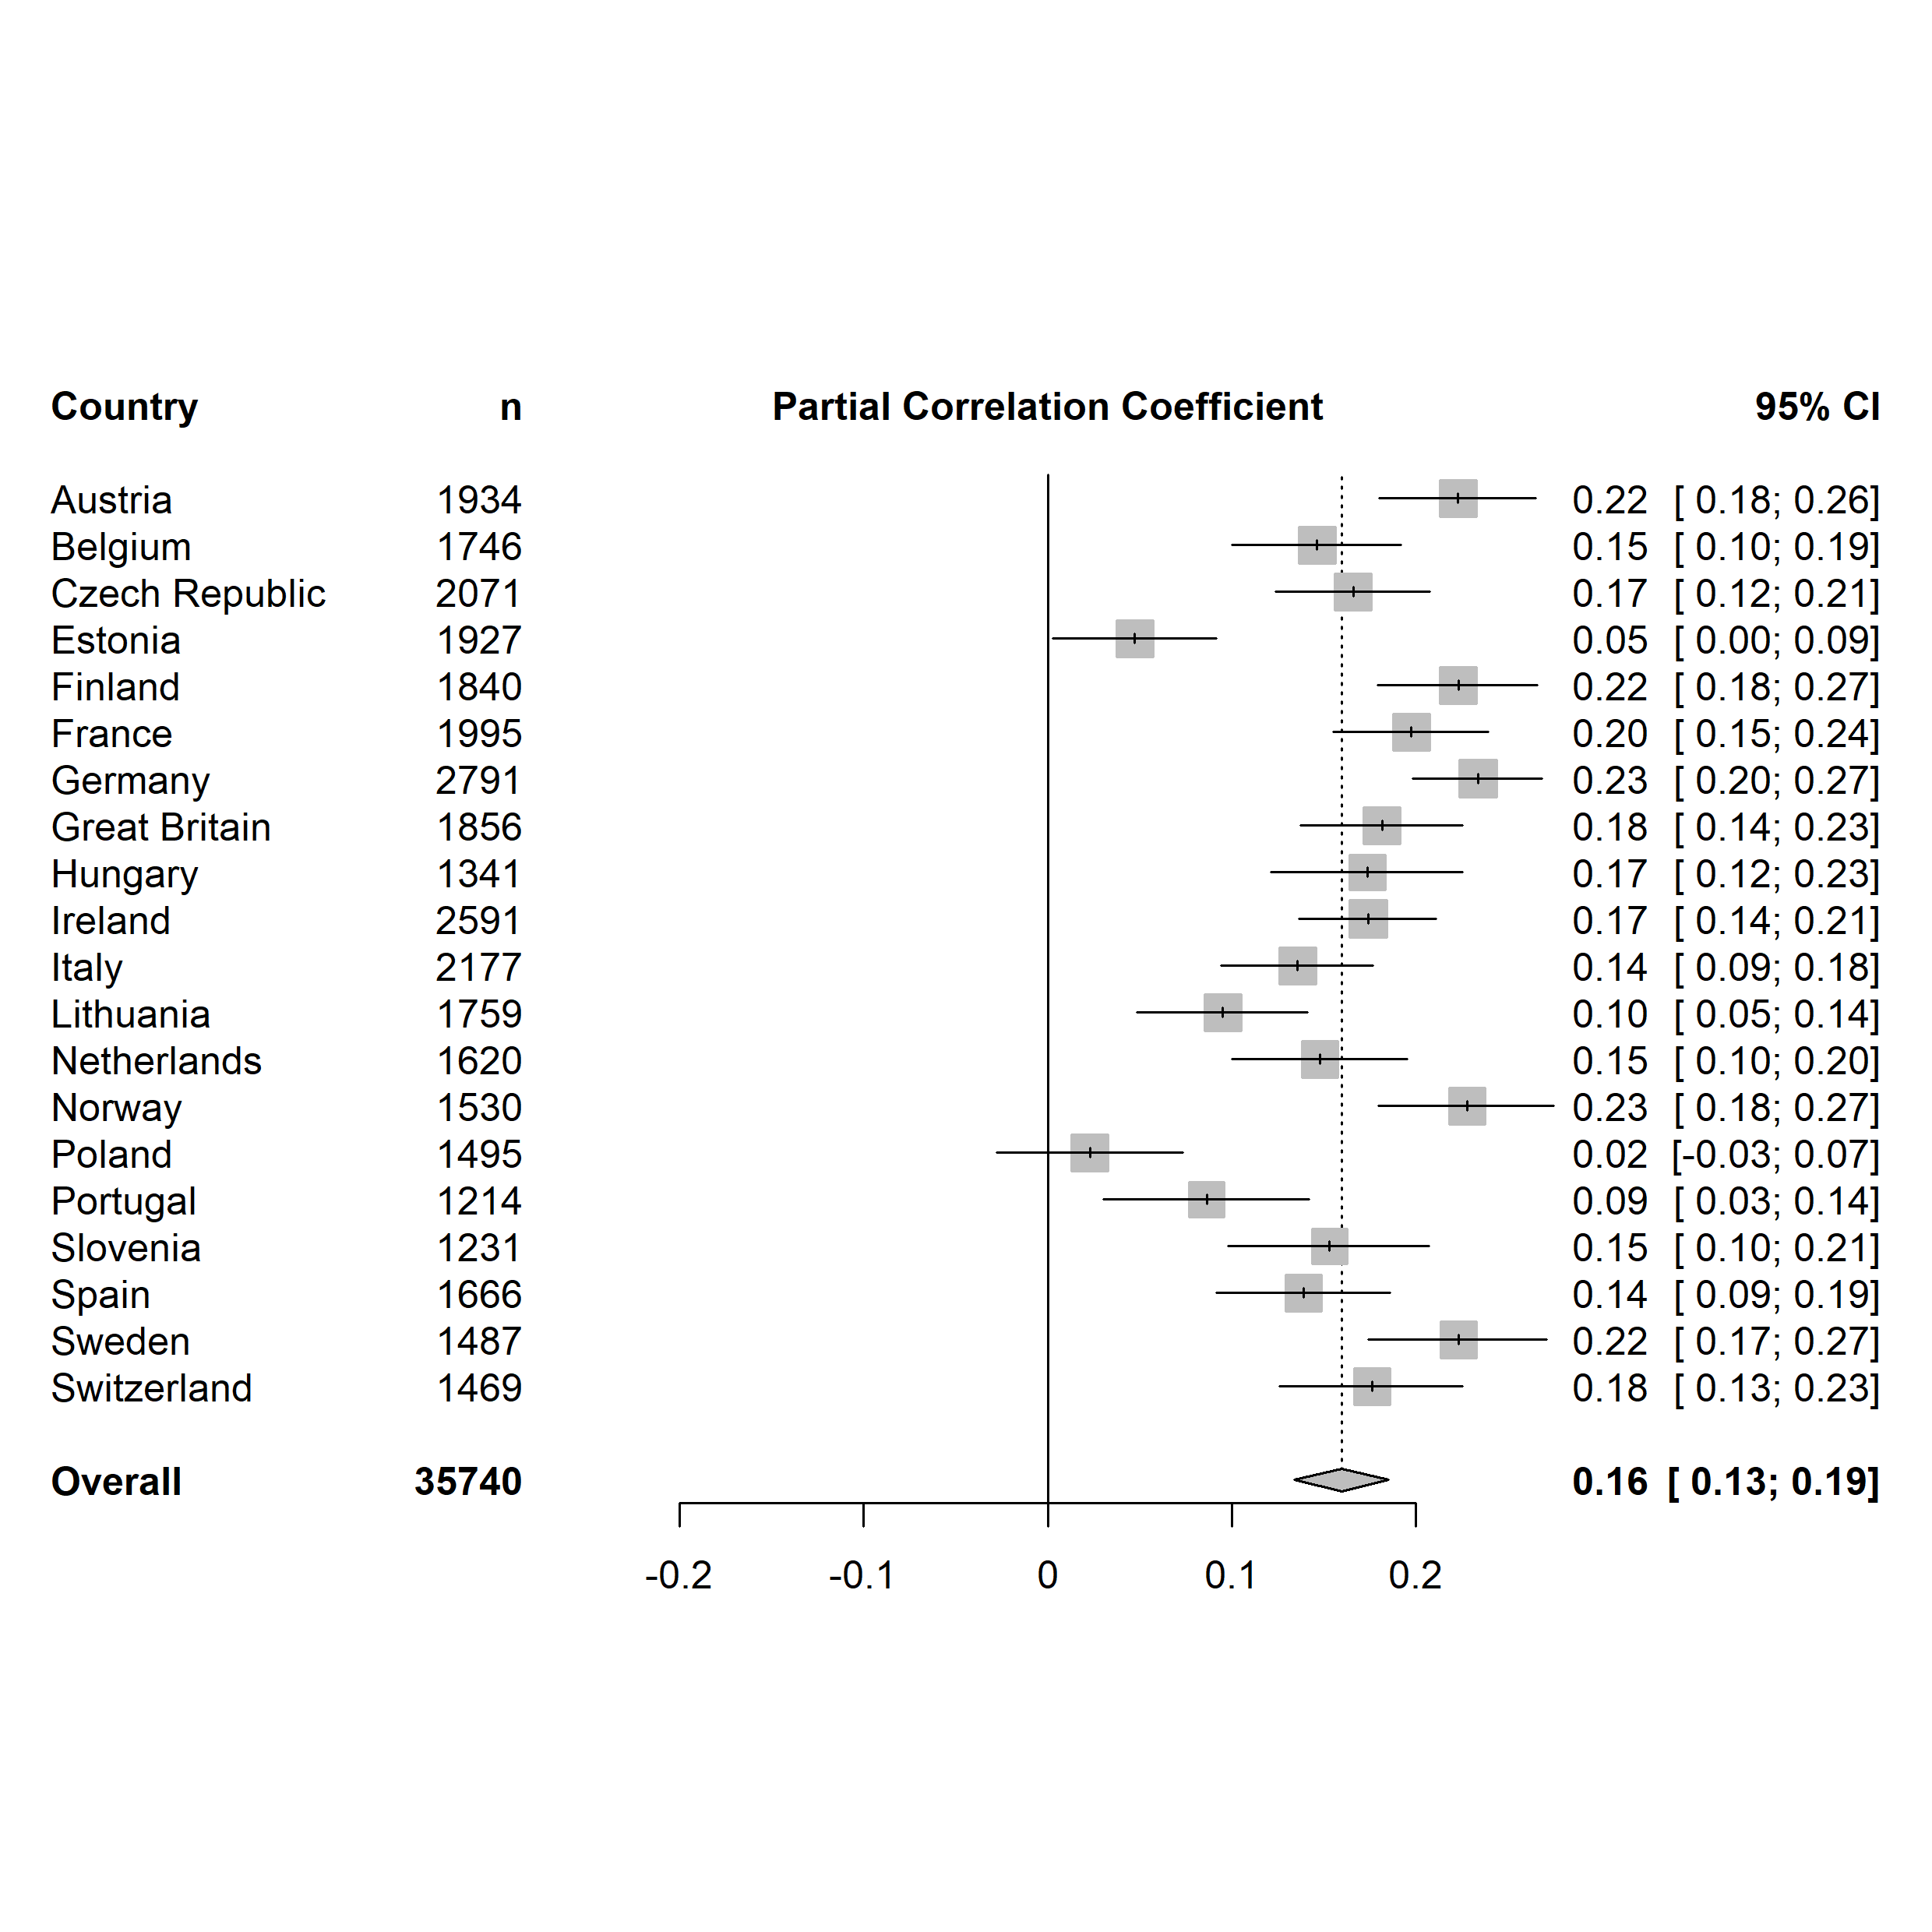 Country n Partial Correlation Coefficient 95% CI
Austria 1934 0.22 [ 0.18; 0.26]
Belgium 1746 0.15 [ 0.10; 0.19]
Czech Republic 2071 0.17 [ 0.12; 0.21]
Estonia 1927 0.05 [ 0.00; 0.09]
Finland 1840 0.22 [ 0.18; 0.27]
France 1995 0.20 [ 0.15; 0.24]
Germany 2791 0.23 [ 0.20; 0.27]
Great Britain 1856 0.18 [ 0.14; 0.23]
Hungary 1341 0.17 [ 0.12; 0.23]
Ireland 2591 0.17 [ 0.14; 0.21]
Italy 2177 0.14 [ 0.09; 0.18]
Lithuania 1759 0.10 [ 0.05; 0.14]
Netherlands 1620 0.15 [ 0.10; 0.20]
Norway 1530 0.23 [ 0.18; 0.27]
Poland 1495 0.02 [-0.03; 0.07]
Portugal 1214 0.09 [ 0.03; 0.14]
Slovenia 1231 0.15 [ 0.10; 0.21]
Spain 1666 0.14 [ 0.09; 0.19]
Sweden 1487 0.22 [ 0.17; 0.27]
Switzerland 1469 0.18 [ 0.13; 0.23]
Overall 35740 0.16 [ 0.13; 0.19]
-0.2 -0.1 0 0.1 0.2